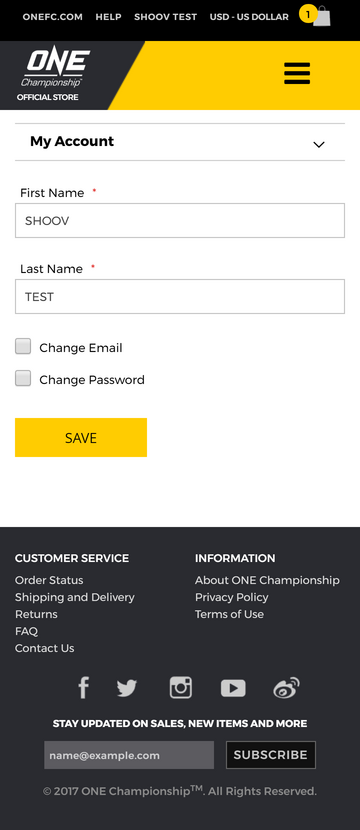 ONEFC.COM HELP SHOOV TEST USD - US DOLLAR 1
ONE
Championship™
OFFICIAL STORE
My Account
First Name *
SHOOV
Last Name *
TEST
Change Email
Change Password
SAVE
CUSTOMER SERVICE
Order Status
Shipping and Delivery
Returns
FAQ
Contact Us
INFORMATION
About ONE Championship
Privacy Policy
Terms of Use
STAY UPDATED ON SALES, NEW ITEMS AND MORE
name@example.com SUBSCRIBE
© 2017 ONE Championship™. All Rights Reserved.